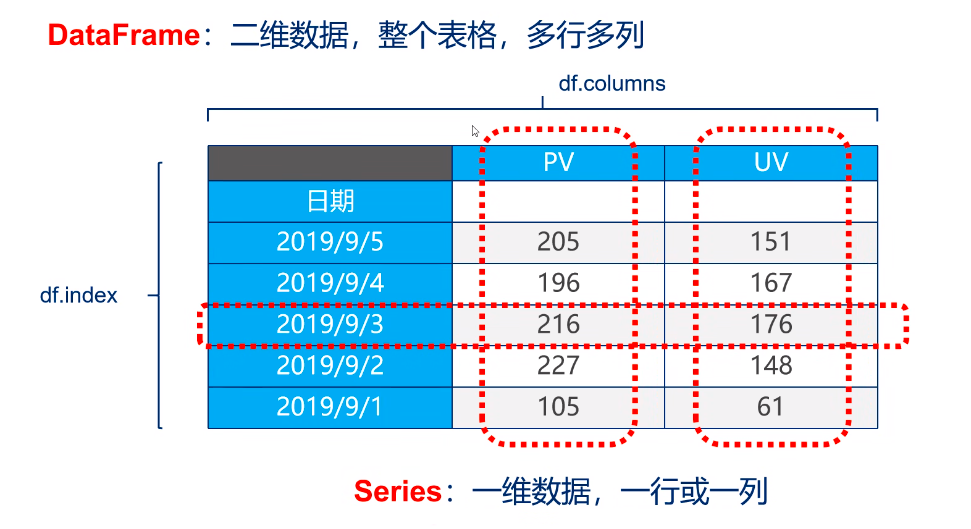 DataFrame：二维数据，整个表格，多行多列
df.columns
PV UV
日期
2019/9/5 205 151
2019/9/4 196 167
df.index
2019/9/3 216 176
2019/9/2 227 148
2019/9/1 105 61
Series：一维数据，一行或一列